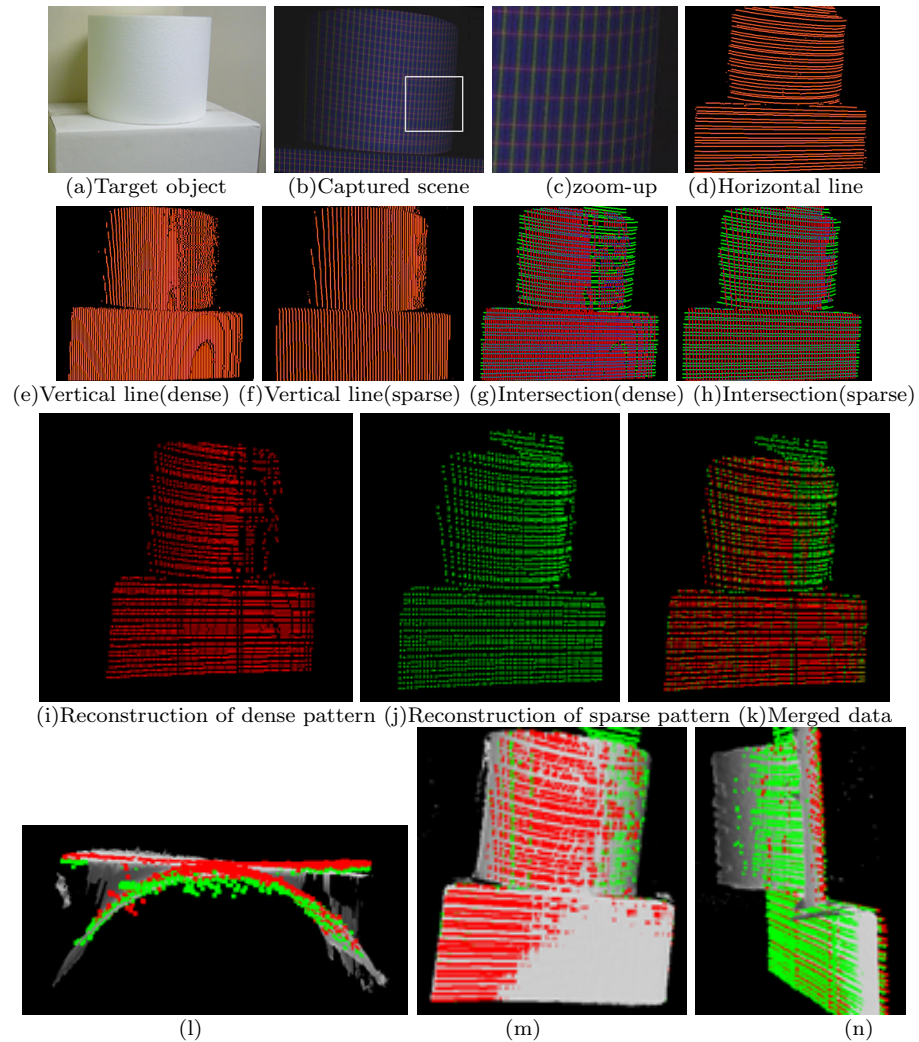 (a)Target object (b)Captured scene (c)zoom-up (d)Horizontal line
(e)Vertical line(dense) (f)Vertical line(sparse) (g)Intersection(dense) (h)Intersection(sparse)
(i)Reconstruction of dense pattern (j)Reconstruction of sparse pattern (k)Merged data
(l) (m) (n)